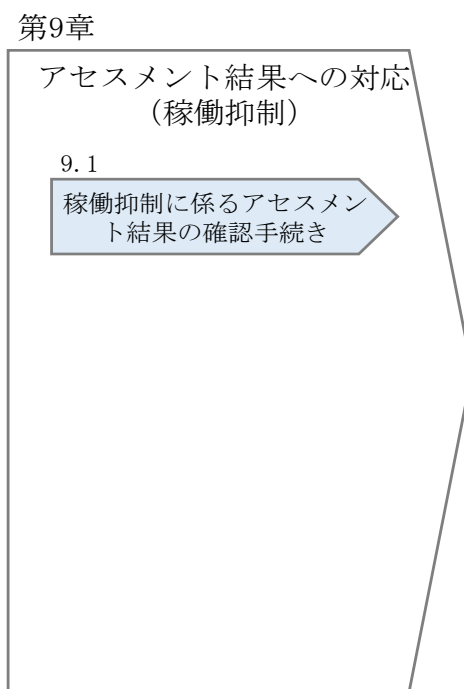 第9章
アセスメント結果への対応
（稼働抑制）
9.1
稼働抑制に係るアセスメン
ト結果の確認手続き